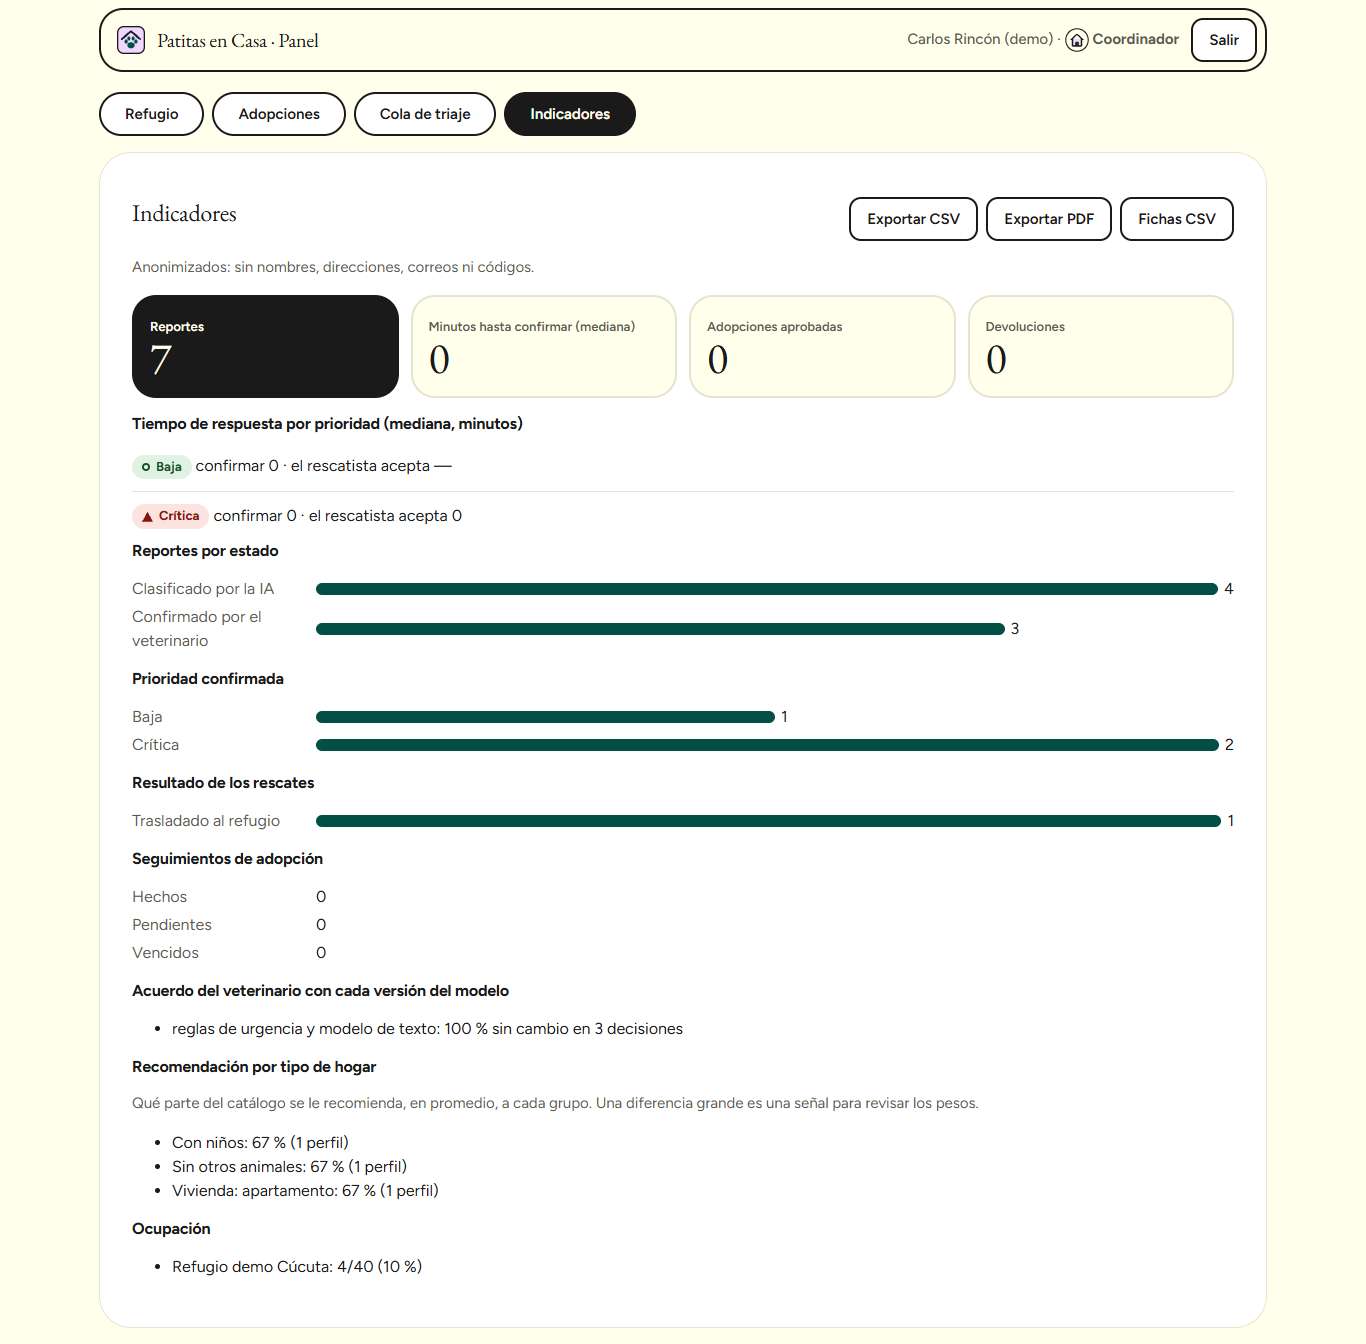 Patitas en Casa · Panel
Carlos Rincón (demo) · Coordinador
Salir
Refugio
Adopciones
Cola de triaje
Indicadores
Indicadores
Exportar CSV
Exportar PDF
Fichas CSV
Anonimizados: sin nombres, direcciones, correos ni códigos.
Reportes
7
Minutos hasta confirmar (mediana)
0
Adopciones aprobadas
0
Devoluciones
0
Tiempo de respuesta por prioridad (mediana, minutos)
Baja confirmar 0 · el rescatista acepta —
Crítica confirmar 0 · el rescatista acepta 0
Reportes por estado
Clasificado por la IA 4
Confirmado por el
veterinario 3
Prioridad confirmada
Baja 1
Crítica 2
Resultado de los rescates
Trasladado al refugio 1
Seguimientos de adopción
Hechos 0
Pendientes 0
Vencidos 0
Acuerdo del veterinario con cada versión del modelo
• reglas de urgencia y modelo de texto: 100 % sin cambio en 3 decisiones
Recomendación por tipo de hogar
Qué parte del catálogo se le recomienda, en promedio, a cada grupo. Una diferencia grande es una señal para revisar los pesos.
• Con niños: 67 % (1 perfil)
• Sin otros animales: 67 % (1 perfil)
• Vivienda: apartamento: 67 % (1 perfil)
Ocupación
• Refugio demo Cúcuta: 4/40 (10 %)